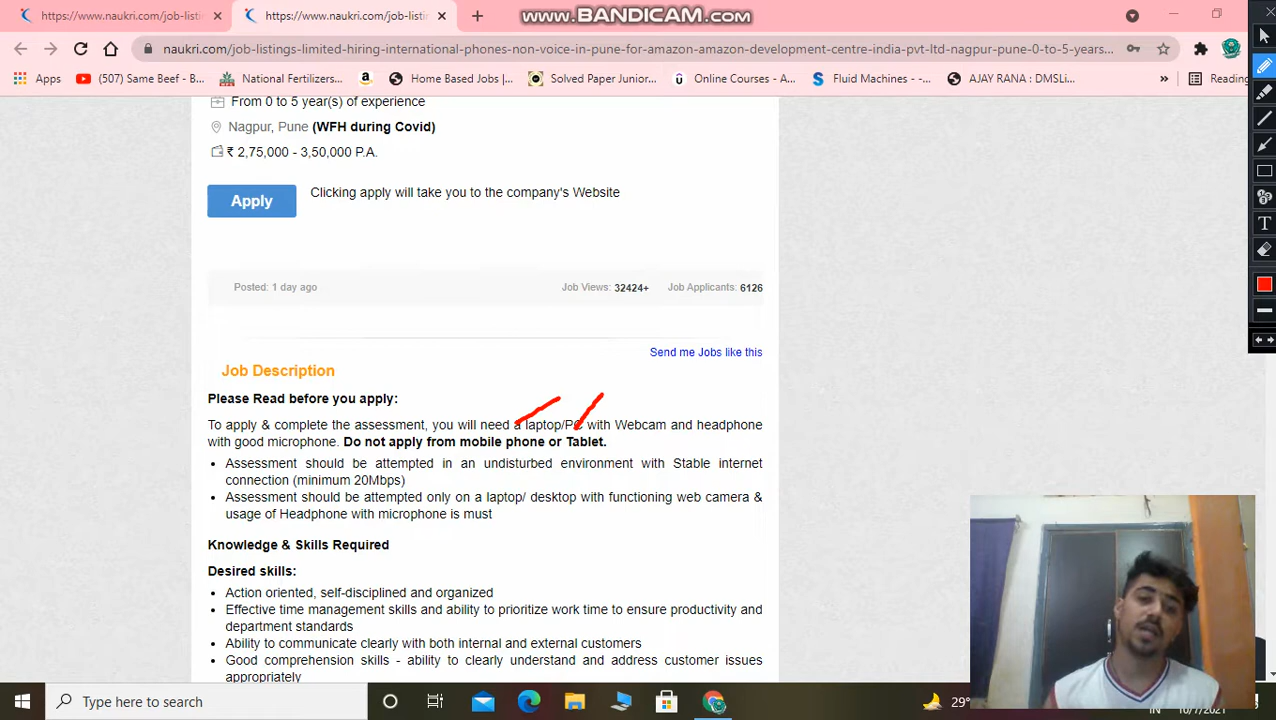 https://www.naukri.com/job-listi
https://www.naukri.com/job-listin
www.BANDICAM.com
naukri.com/job-listings-limited-hiring-international-phones-non-voice-in-pune-for-amazon-amazon-development-centre-india-pvt-ltd-nagpur-pune-0-to-5-years...
Apps
(507) Same Beef - B...
National Fertilizers...
Home Based Jobs |...
Solved Paper Junior...
Online Courses - A...
Fluid Machines - -...
AJAY RANA : DMSLi...
»
Reading
From 0 to 5 year(s) of experience
Nagpur, Pune (WFH during Covid)
₹ 2,75,000 - 3,50,000 P.A.
Apply
Clicking apply will take you to the company's Website
Posted: 1 day ago
Job Views: 32424+
Job Applicants: 6126
Send me Jobs like this
Job Description
Please Read before you apply:
To apply & complete the assessment, you will need a laptop/PC with Webcam and headphone
with good microphone. Do not apply from mobile phone or Tablet.
• Assessment should be attempted in an undisturbed environment with Stable internet
connection (minimum 20Mbps)
• Assessment should be attempted only on a laptop/ desktop with functioning web camera &
usage of Headphone with microphone is must
Knowledge & Skills Required
Desired skills:
• Action oriented, self-disciplined and organized
• Effective time management skills and ability to prioritize work time to ensure productivity and
department standards
• Ability to communicate clearly with both internal and external customers
• Good comprehension skills - ability to clearly understand and address customer issues
appropriately
Type here to search
29°
IN
10/7/2021